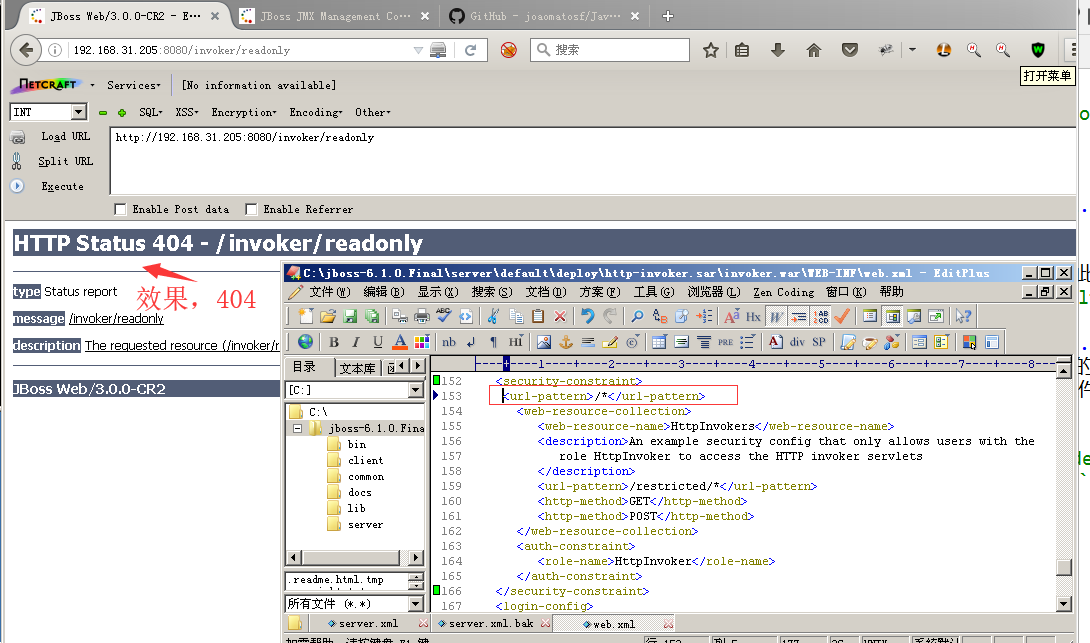 JBoss Web/3.0.0-CR2 - E···
JBoss JMX Management Co···
GitHub - joaomatosf/Jav···
192.168.31.205:8080/invoker/readonly
搜索
NETCRAFT
Services
[No information available]
打开菜单
INT
SQL
XSS
Encryption
Encoding
Other
Load URL
Split URL
Execute
http://192.168.31.205:8080/invoker/readonly
Enable Post data
Enable Referrer
HTTP Status 404 - /invoker/readonly
type Status report
message /invoker/readonly
description The requested resource (/invoker/r
JBoss Web/3.0.0-CR2
效果，404
C:\jboss-6.1.0.Final\server\default\deploy\http-invoker.sar\invoker.war\WEB-INF\web.xml - EditPlus
文件(W) 编辑(B) 显示(X) 搜索(S) 文档(D) 方案(F) 工具(G) 浏览器(L) Zen Coding 窗口(K) 帮助
目录
文本库
[C:]
C:\
jboss-6.1.0.Fina
bin
client
common
docs
lib
server
.readme.html.tmp
所有文件 (*.*)
152 <security-constraint>
153 <url-pattern>/*</url-pattern>
154 <web-resource-collection>
155 <web-resource-name>HttpInvokers</web-resource-name>
156 <description>An example security config that only allows users with the
157 role HttpInvoker to access the HTTP invoker servlets
158 </description>
159 <url-pattern>/restricted/*</url-pattern>
160 <http-method>GET</http-method>
161 <http-method>POST</http-method>
162 </web-resource-collection>
163 <auth-constraint>
164 <role-name>HttpInvoker</role-name>
165 </auth-constraint>
166 </security-constraint>
167 <login-config>
server.xml
server.xml.bak
web.xml